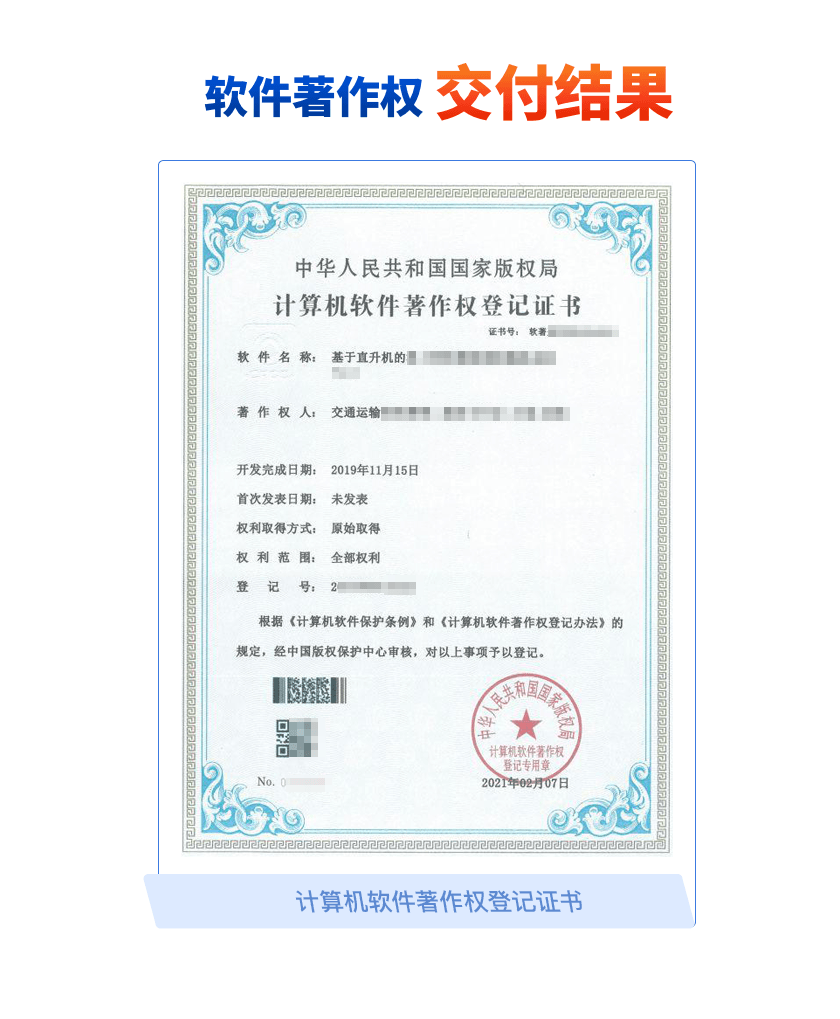 软件著作权 交付结果
中华人民共和国国家版权局
计算机软件著作权登记证书
证书号： 软著
软 件 名 称： 基于直升机的
著 作 权 人： 交通运输
开发完成日期： 2019年11月15日
首次发表日期： 未发表
权利取得方式： 原始取得
权 利 范 围： 全部权利
登 记 号： 2
根据《计算机软件保护条例》和《计算机软件著作权登记办法》的
规定，经中国版权保护中心审核，对以上事项予以登记。
中华人民共和国国家版权局
计算机软件著作权
登记专用章
No. 0
2021年02月07日
计算机软件著作权登记证书